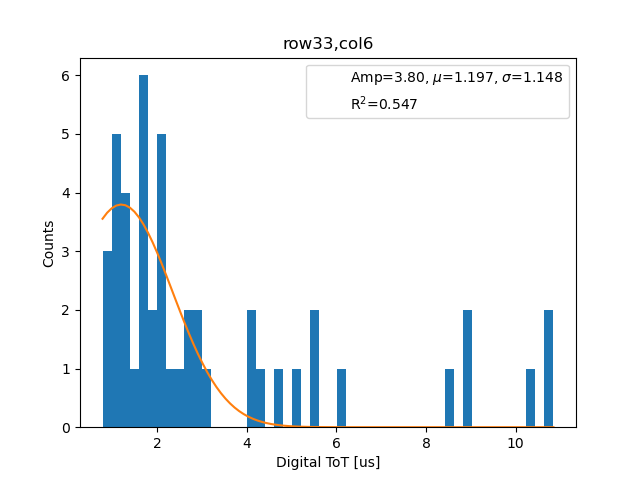 row33,col6
Amp=3.80, μ=1.197, σ=1.148
R²=0.547
Counts
6
5
4
3
2
1
0
2 4 6 8 10
Digital ToT [us]